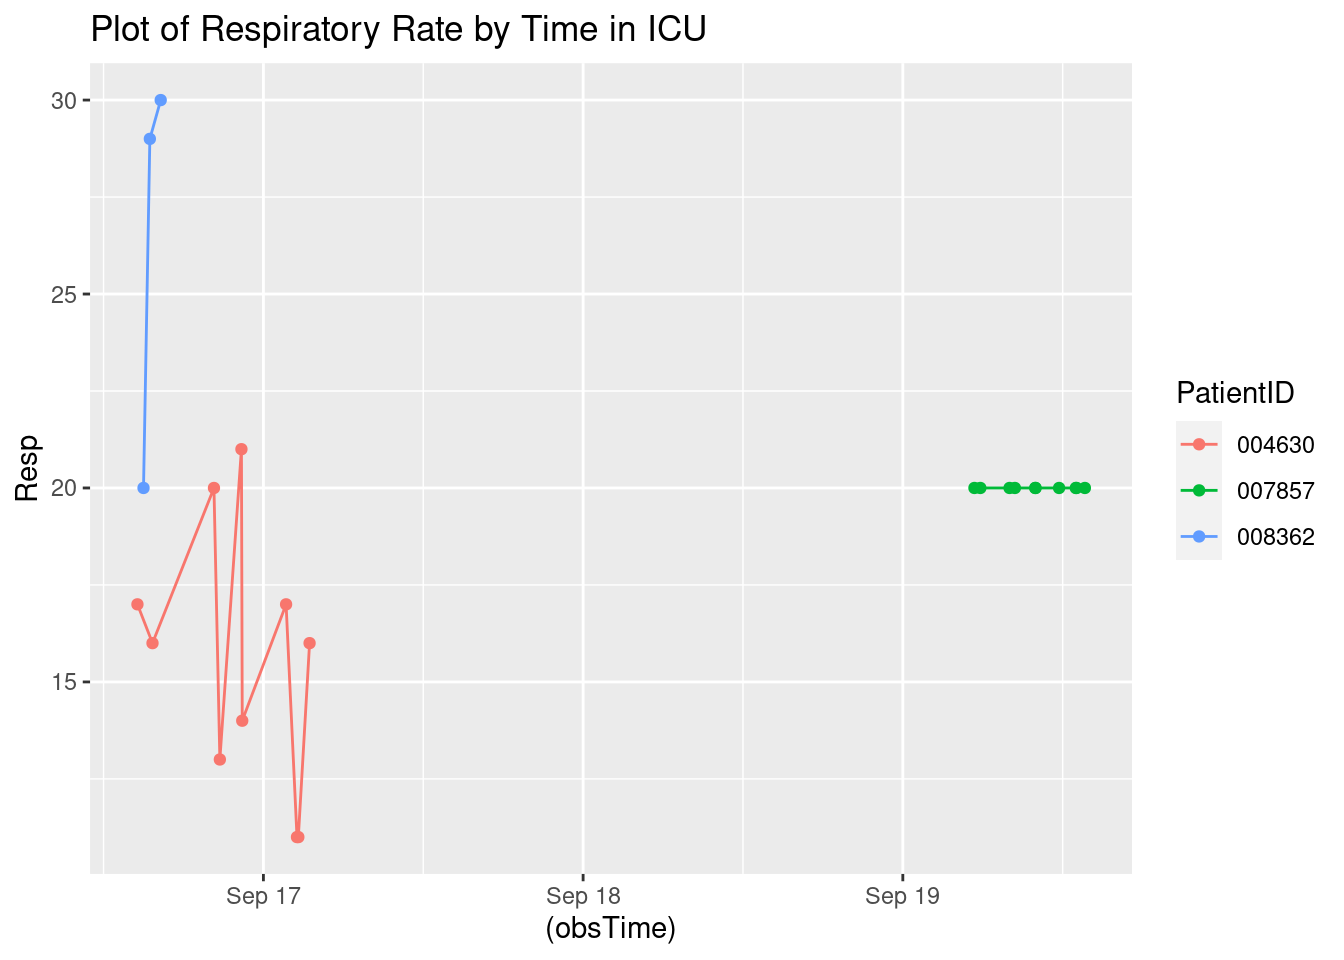 Plot of Respiratory Rate by Time in ICU
30
25
20
15
Resp
Sep 17
Sep 18
Sep 19
(obsTime)
PatientID
004630
007857
008362